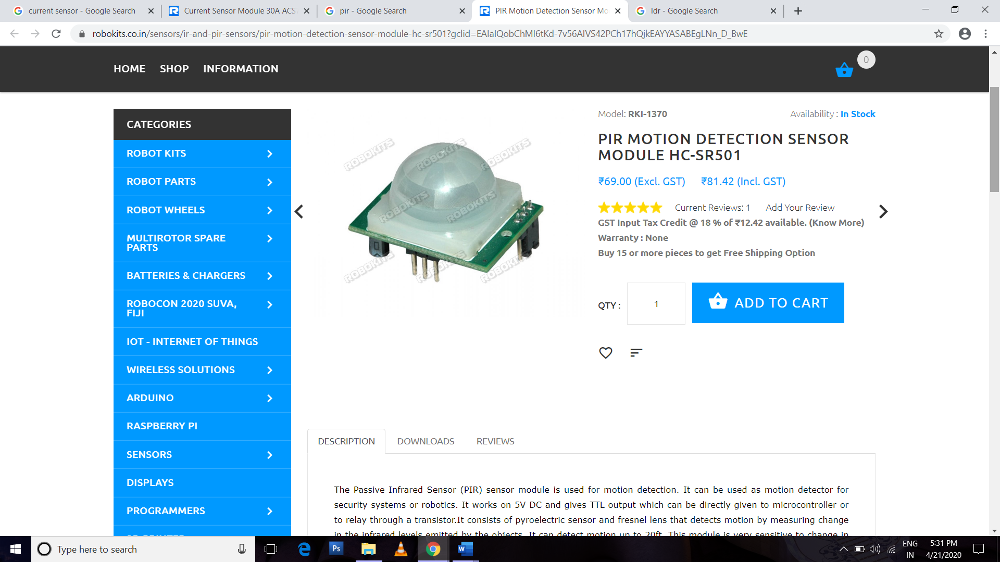 current sensor - Google Search
Current Sensor Module 30A ACS7
pir - Google Search
PIR Motion Detection Sensor Mo
ldr - Google Search
robokits.co.in/sensors/ir-and-pir-sensors/pir-motion-detection-sensor-module-hc-sr501?gclid=EAIaIQobChMI6tKd-7v56AIVS42PCh17hQjkEAYYASABEgLNn_D_BwE
HOME SHOP INFORMATION
0
CATEGORIES
ROBOT KITS
ROBOT PARTS
ROBOT WHEELS
MULTIROTOR SPARE
PARTS
BATTERIES & CHARGERS
ROBOCON 2020 SUVA,
FIJI
IOT - INTERNET OF THINGS
WIRELESS SOLUTIONS
ARDUINO
RASPBERRY PI
SENSORS
DISPLAYS
PROGRAMMERS
ROBOKITS ROBOKITS ROBOKITS
ROBOKITS ROBOKITS
ROBOKITS ROBOKITS ROBOKITS
Model: RKI-1370
Availability : In Stock
PIR MOTION DETECTION SENSOR
MODULE HC-SR501
₹69.00 (Excl. GST) ₹81.42 (Incl. GST)
Current Reviews: 1 Add Your Review
GST Input Tax Credit @ 18 % of ₹12.42 available. (Know More)
Warranty : None
Buy 15 or more pieces to get Free Shipping Option
QTY : 1 ADD TO CART
DESCRIPTION DOWNLOADS REVIEWS
The Passive Infrared Sensor (PIR) sensor module is used for motion detection. It can be used as motion detector for
security systems or robotics. It works on 5V DC and gives TTL output which can be directly given to microcontroller or
to relay through a transistor.It consists of pyroelectric sensor and fresnel lens that detects motion by measuring change
in the infrared levels emitted by the objects. It can detect motion up to 20ft. This module is very sensitive to change in
Type here to search
Ps
ENG
IN
5:31 PM
4/21/2020